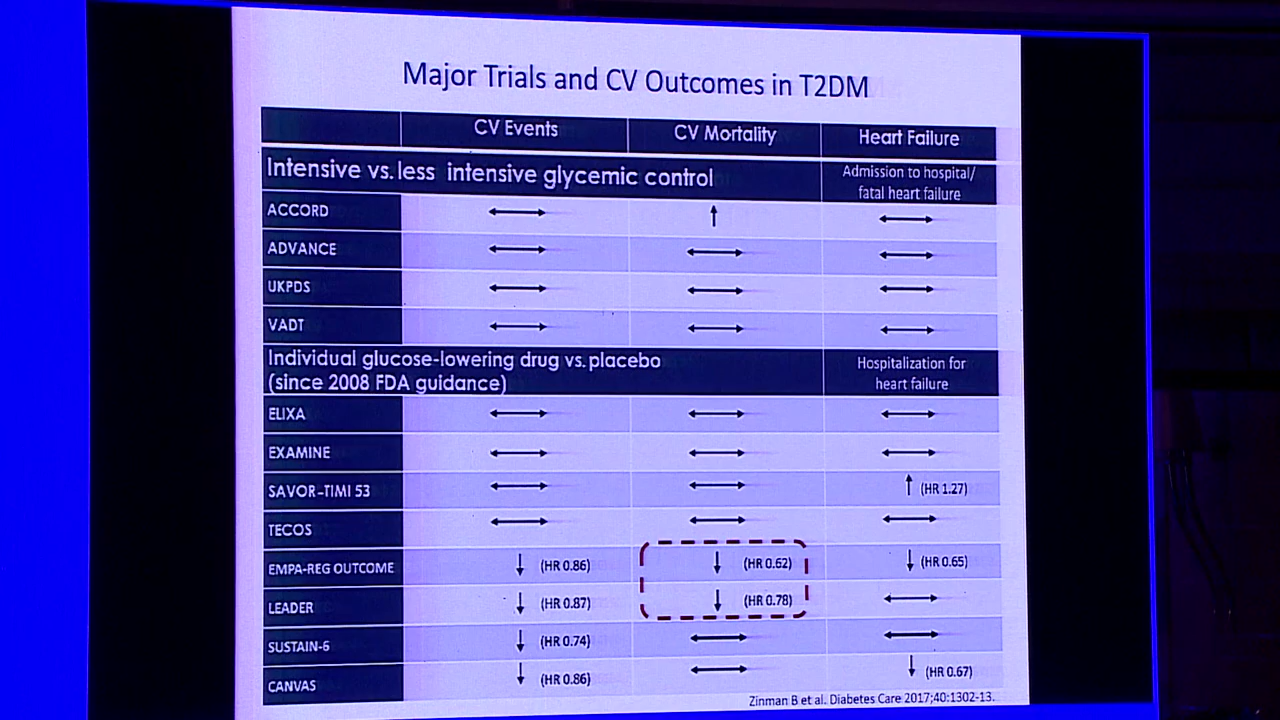 Major Trials and CV Outcomes in T2DM
CV Events CV Mortality Heart Failure
Intensive vs. less intensive glycemic control Admission to hospital/
fatal heart failure
ACCORD ↔ ↑ ↔
ADVANCE ↔ ↔ ↔
UKPDS ↔ ↔ ↔
VADT ↔ ↔ ↔
Individual glucose-lowering drug vs. placebo Hospitalization for
(since 2008 FDA guidance) heart failure
ELIXA ↔ ↔ ↔
EXAMINE ↔ ↔ ↔
SAVOR-TIMI 53 ↔ ↔ ↑ (HR 1.27)
TECOS ↔ ↔ ↔
EMPA-REG OUTCOME ↓ (HR 0.86) ↓ (HR 0.62) ↓ (HR 0.65)
LEADER ↓ (HR 0.87) ↓ (HR 0.78) ↔
SUSTAIN-6 ↓ (HR 0.74) ↔ ↔
CANVAS ↓ (HR 0.86) ↔ ↓ (HR 0.67)
Zinman B et al. Diabetes Care 2017;40:1302-13.